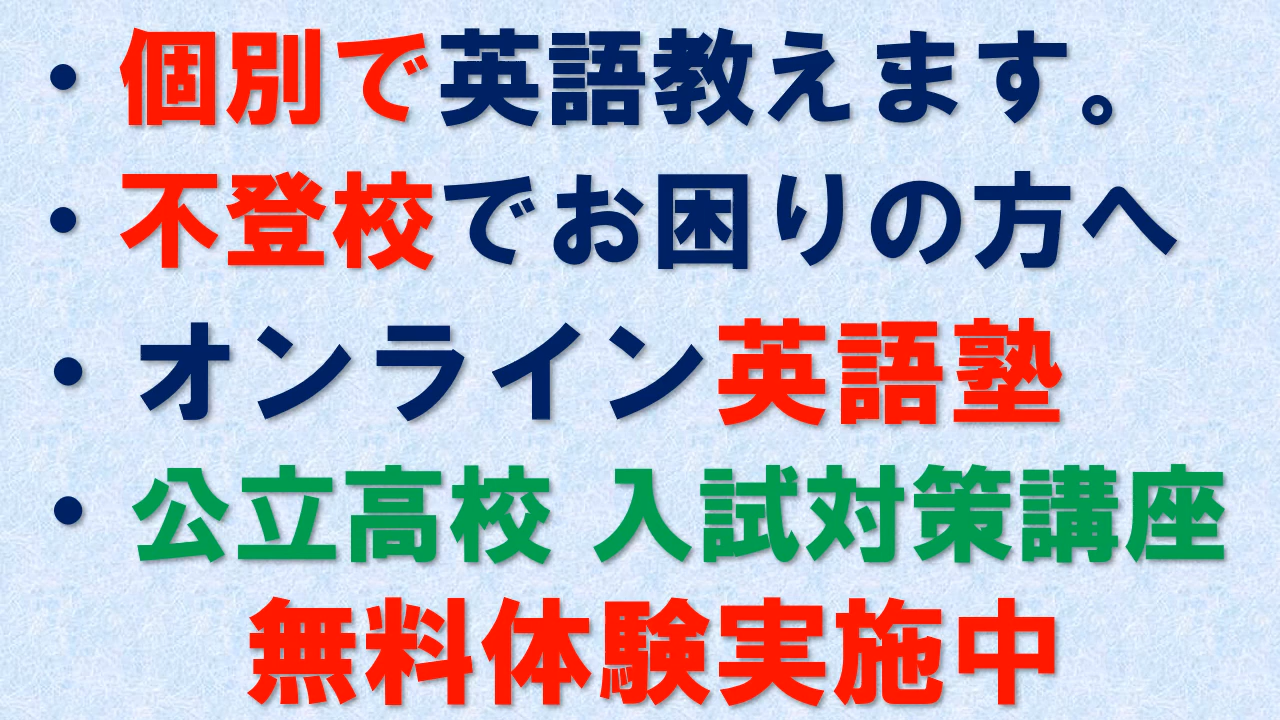 ・個別で英語教えます。
・不登校でお困りの方へ
・オンライン英語塾
・公立高校 入試対策講座
無料体験実施中